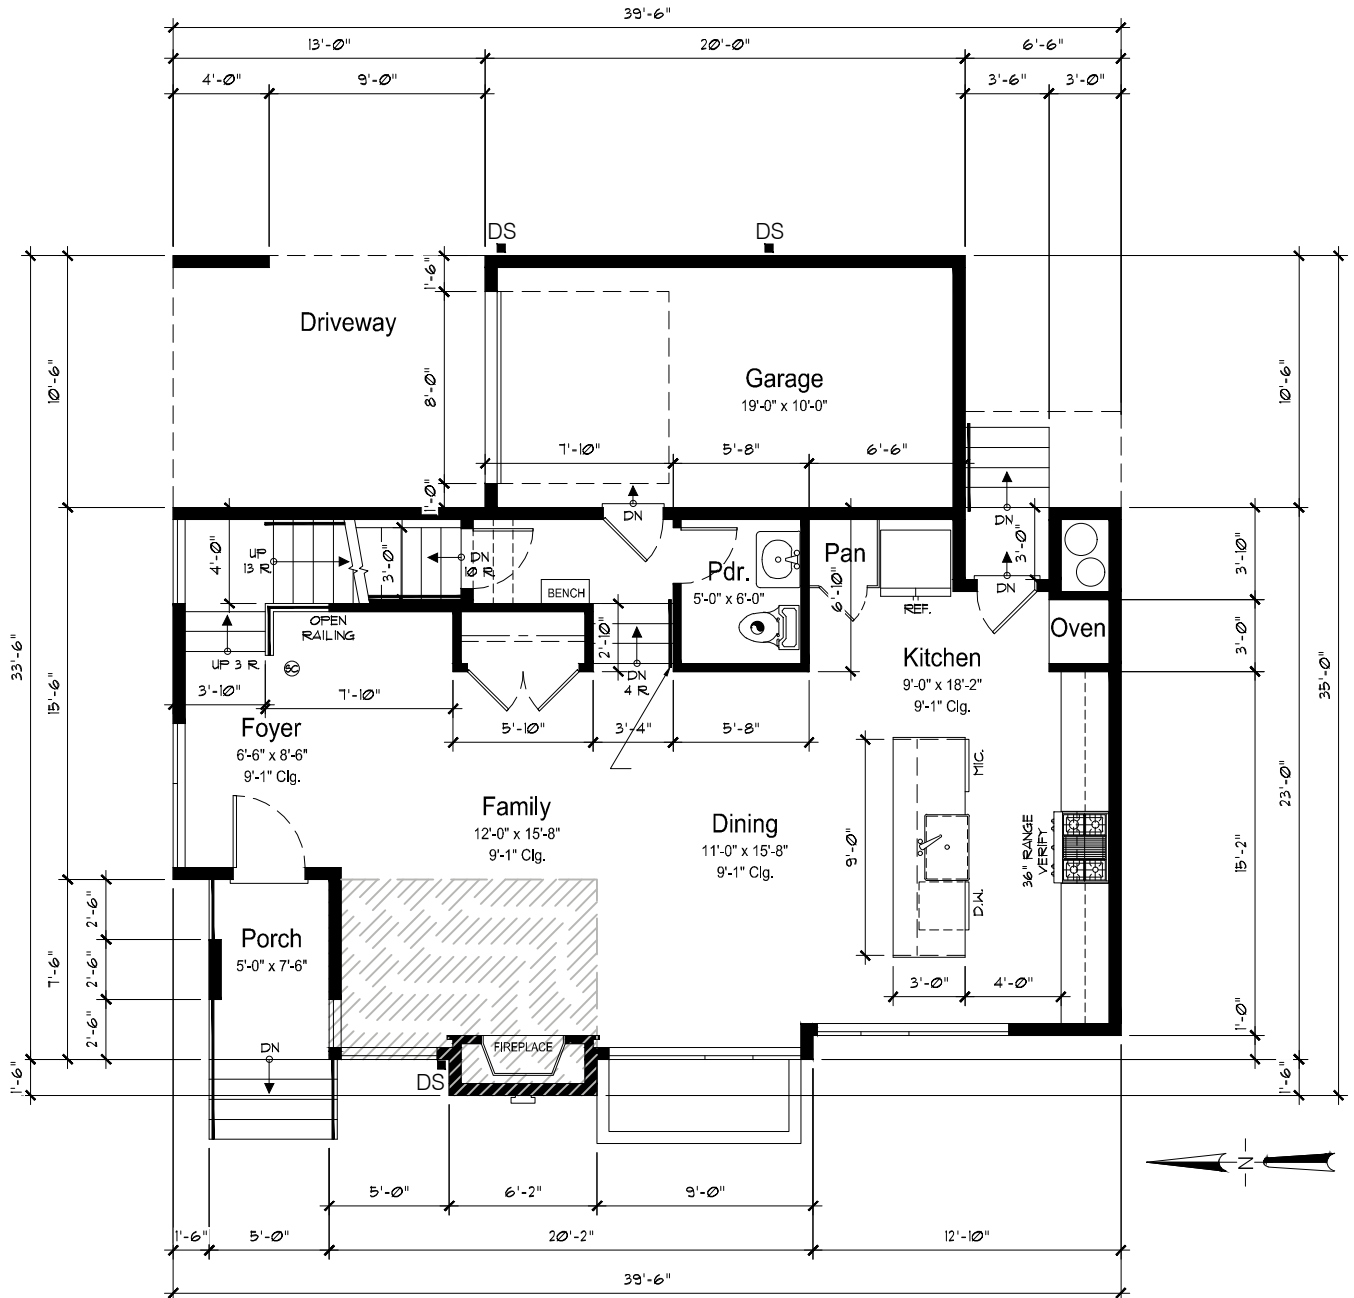 39'-6"
13'-0"
20'-0"
6'-6"
4'-0"
9'-0"
3'-6"
3'-0"
DS
DS
1'-6"
Driveway
10'-6"
8'-0"
Garage
19'-0" x 10'-0"
10'-6"
7'-10"
5'-8"
6'-6"
1'-0"
DN
DN
4'-0"
UP
13 R
3'-0"
DN
10 R
Pdr.
5'-0" x 6'-0"
Pan
6'-10"
3'-0"
DN
3'-10"
BENCH
REF.
OPEN
RAILING
2'-10"
Oven
3'-0"
33'-6"
35'-0"
15'-6"
UP 3 R
SC
DN
4 R
Kitchen
9'-0" x 18'-2"
9'-1" Clg.
3'-10"
7'-10"
Foyer
6'-6" x 8'-6"
9'-1" Clg.
5'-10"
3'-4"
5'-8"
MIC.
23'-0"
Family
12'-0" x 15'-8"
9'-1" Clg.
Dining
11'-0" x 15'-8"
9'-1" Clg.
9'-0"
36" RANGE
VERIFY
15'-2"
D.W.
2'-6"
Porch
5'-0" x 7'-6"
7'-6"
2'-6"
3'-0"
4'-0"
2'-6"
1'-0"
DN
FIREPLACE
1'-6"
DS
1'-6"
N
5'-0"
6'-2"
9'-0"
1'-6"
5'-0"
20'-2"
12'-10"
39'-6"